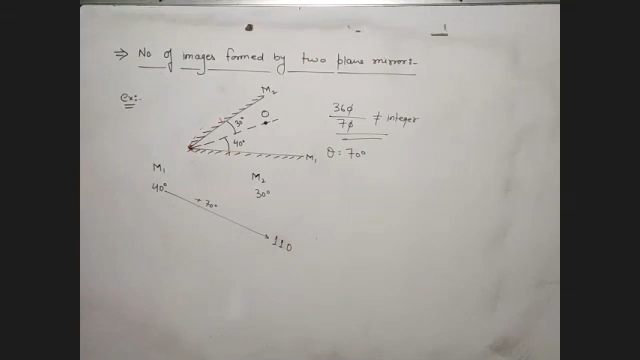 1
⇒ No of images formed by two plane mirror:-
Ex:-
M2
O
30°
40°
M1
360/70 ≠ integer
θ = 70°
M1 M2
40° 30°
+ 70°
110